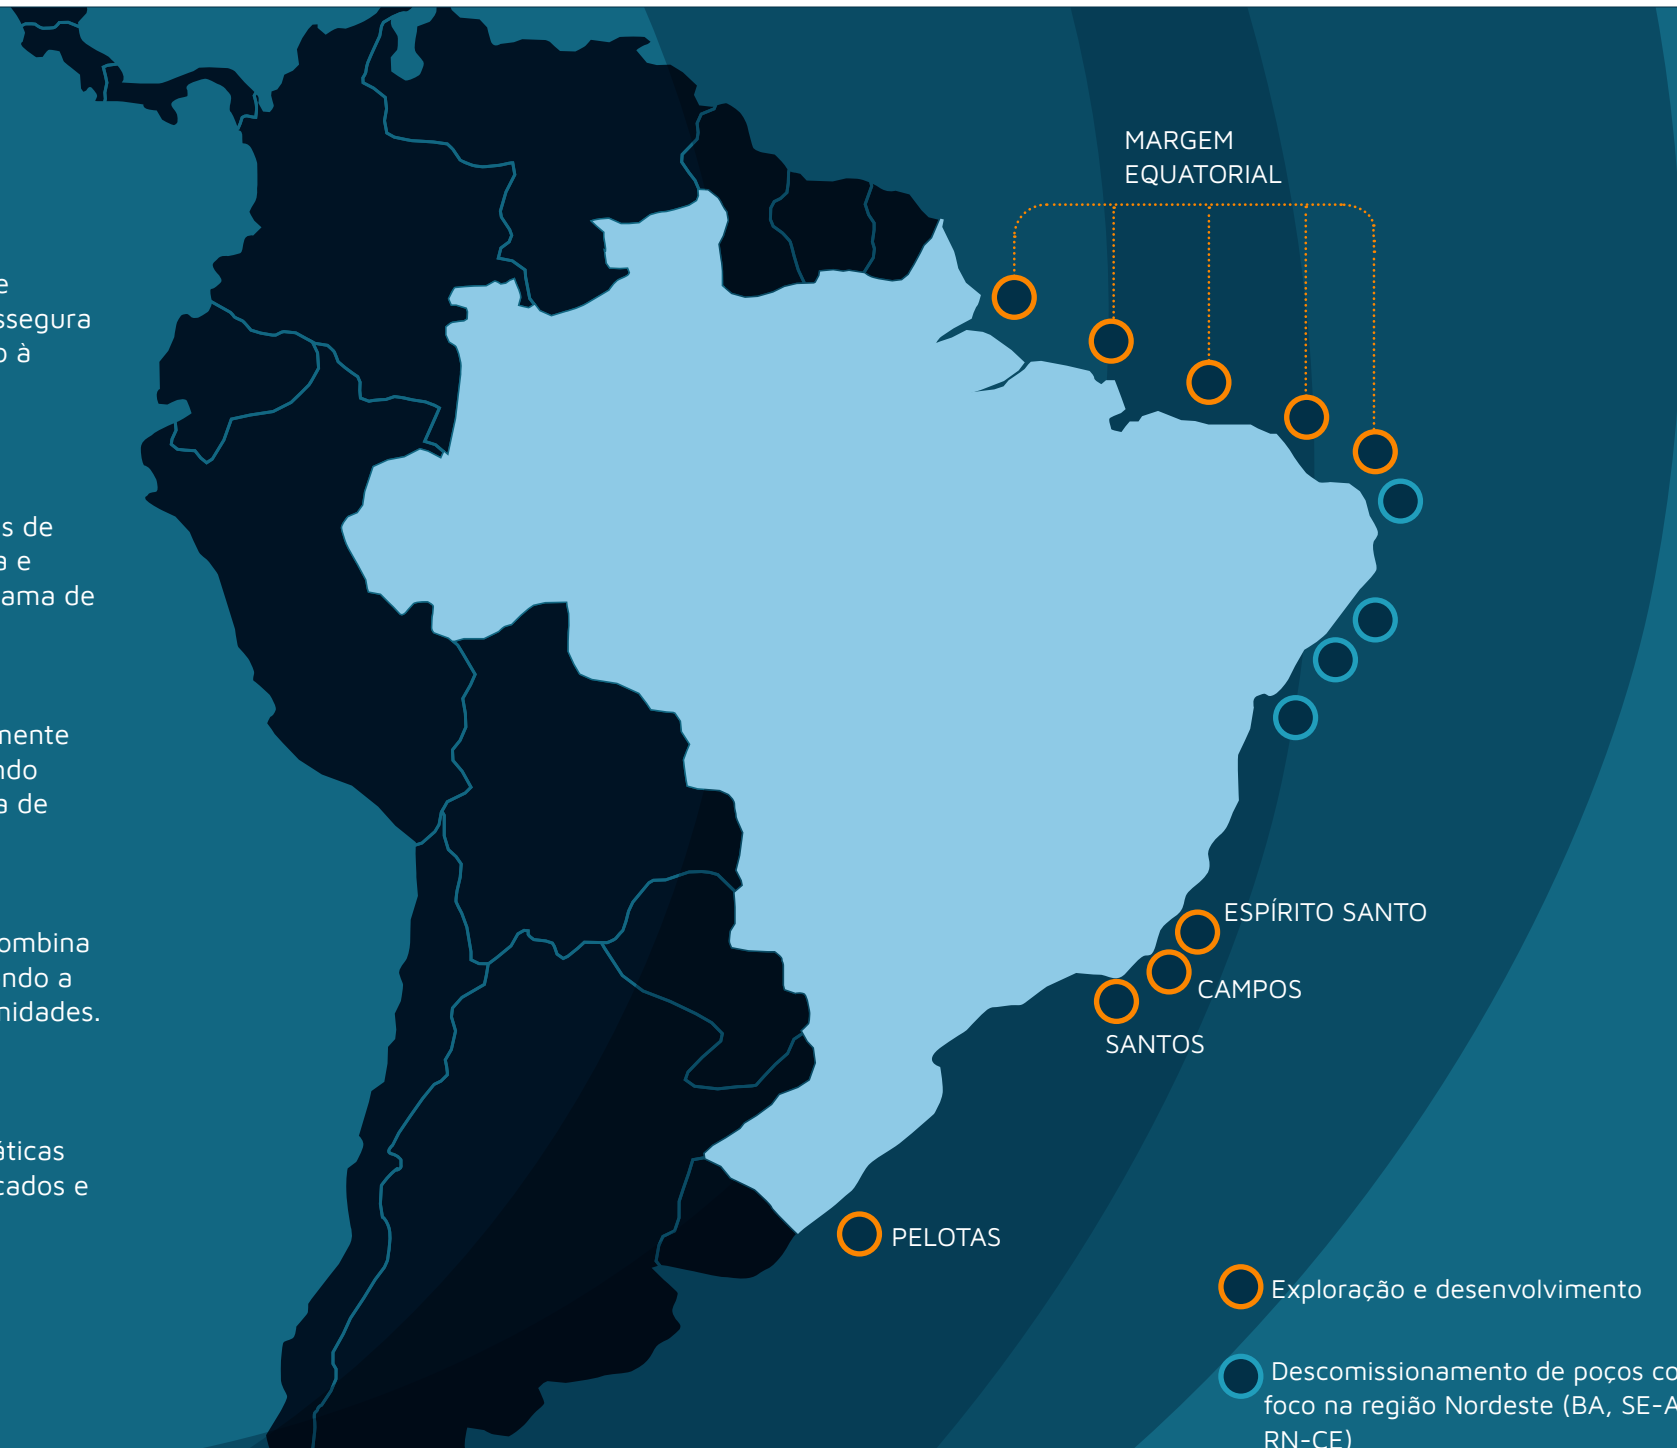 e
ssegura
o à
s de
a e
ama de
mente
ndo
a de
ombina
ndo a
nidades.
áticas
cados e
MARGEM
EQUATORIAL
ESPÍRITO SANTO
CAMPOS
SANTOS
PELOTAS
Exploração e desenvolvimento
Descomissionamento de poços co
foco na região Nordeste (BA, SE-A
RN-CE)